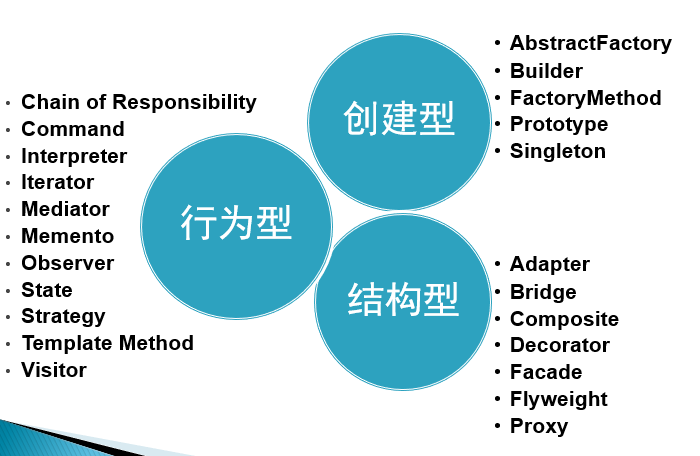 创建型
• AbstractFactory
• Builder
• FactoryMethod
• Prototype
• Singleton
行为型
• Chain of Responsibility
• Command
• Interpreter
• Iterator
• Mediator
• Memento
• Observer
• State
• Strategy
• Template Method
• Visitor
结构型
• Adapter
• Bridge
• Composite
• Decorator
• Facade
• Flyweight
• Proxy